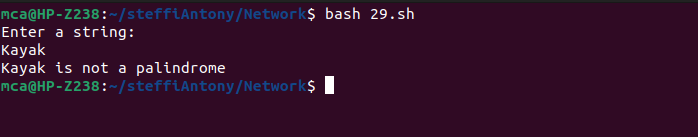 mca@HP-Z238:~/steffiAntony/Network$ bash 29.sh
Enter a string:
Kayak
Kayak is not a palindrome
mca@HP-Z238:~/steffiAntony/Network$